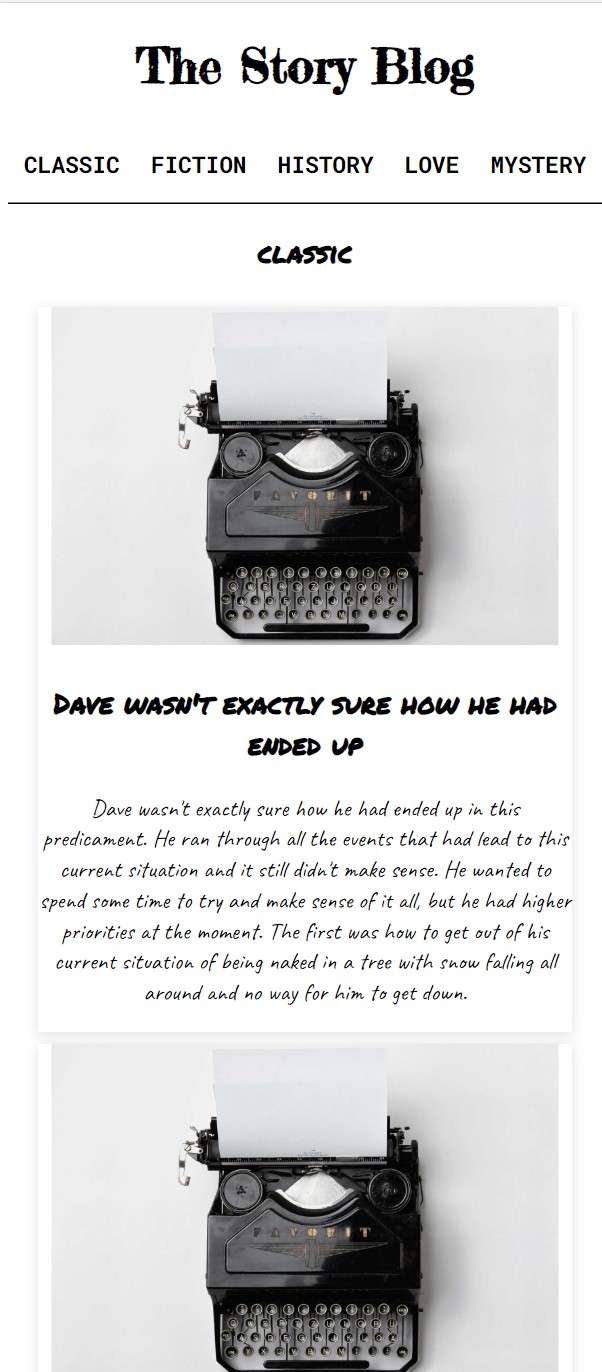 The Story Blog
CLASSIC FICTION HISTORY LOVE MYSTERY
CLASSIC
FAVORIT
DAVE WASN'T EXACTLY SURE HOW HE HAD
ENDED UP
Dave wasn't exactly sure how he had ended up in this
predicament. He ran through all the events that had lead to this
current situation and it still didn't make sense. He wanted to
spend some time to try and make sense of it all, but he had higher
priorities at the moment. The first was how to get out of his
current situation of being naked in a tree with snow falling all
around and no way for him to get down.
FAVORIT